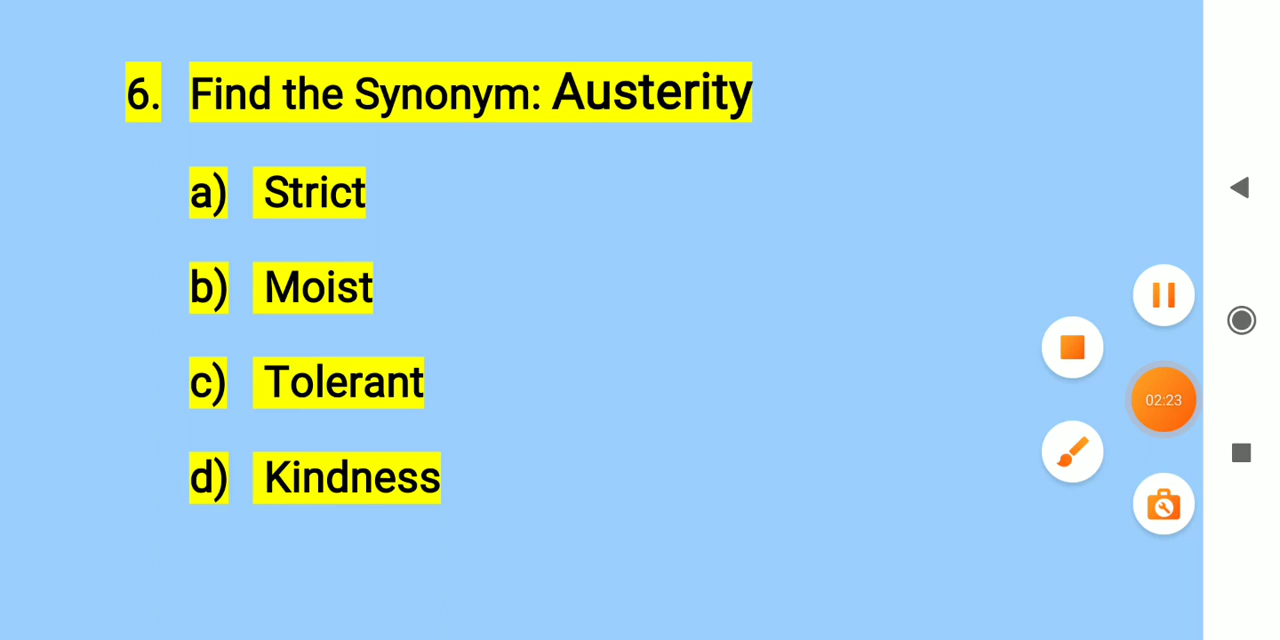 6. Find the Synonym: Austerity
a) Strict
b) Moist
c) Tolerant
d) Kindness
02:23